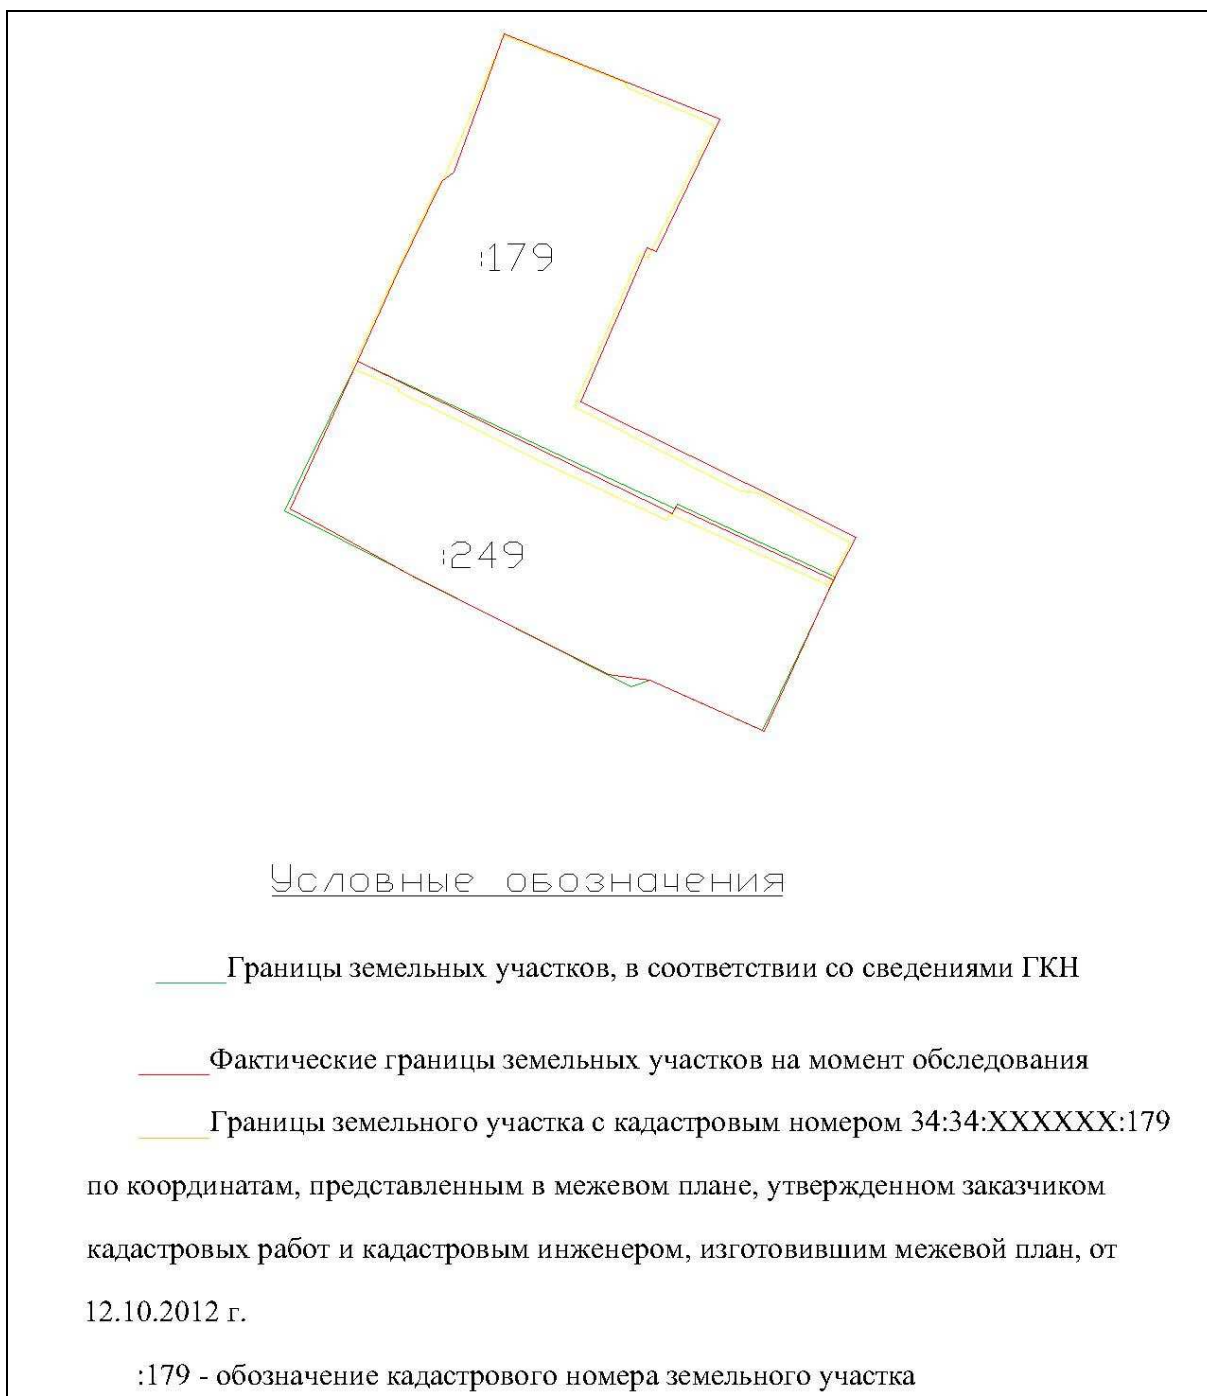 :179
:249
Условные обозначения
Границы земельных участков, в соответствии со сведениями ГКН
Фактические границы земельных участков на момент обследования
Границы земельного участка с кадастровым номером 34:34:XXXXXX:179
по координатам, представленным в межевом плане, утвержденном заказчиком
кадастровых работ и кадастровым инженером, изготовившим межевой план, от
12.10.2012 г.
:179 - обозначение кадастрового номера земельного участка